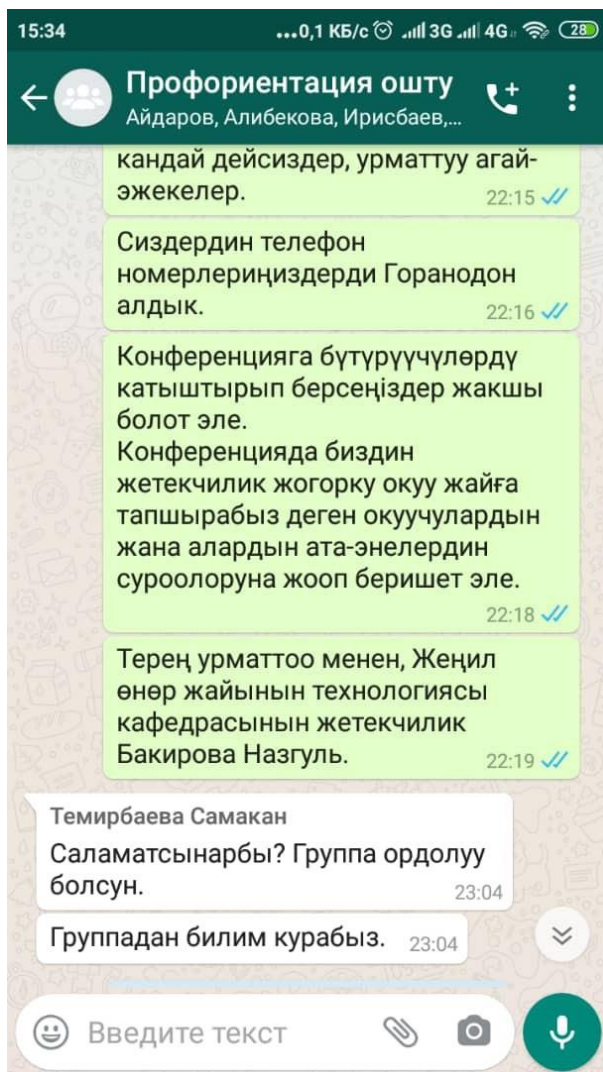 15:34
...0,1 КБ/с 3G 4G 28
Профориентация ошту
Айдаров, Алибекова, Ирисбаев,...
кандай дейсиздер, урматтуу агай-
эжекелер.
22:15
Сиздердин телефон
номерлериңиздерди Горанодон
алдык.
22:16
Конференцияга бүтүрүүчүлөрдү
катыштырып берсеңіздер жакшы
болот эле.
Конференцияда биздин
жетекчилик жогорку окуу жайға
тапшырабыз деген окуучулардын
жана алардын ата-энелердин
суроолоруна жооп беришет эле.
22:18
Терең урматтоо менен, Жеңил
өнөр жайынын технологиясы
кафедрасынын жетекчилик
Бакирова Назгуль.
22:19
Темирбаева Самакан
Саламатсынарбы? Группа ордолуу
болсун.
23:04
Группадан билим курабыз.
23:04
Введите текст